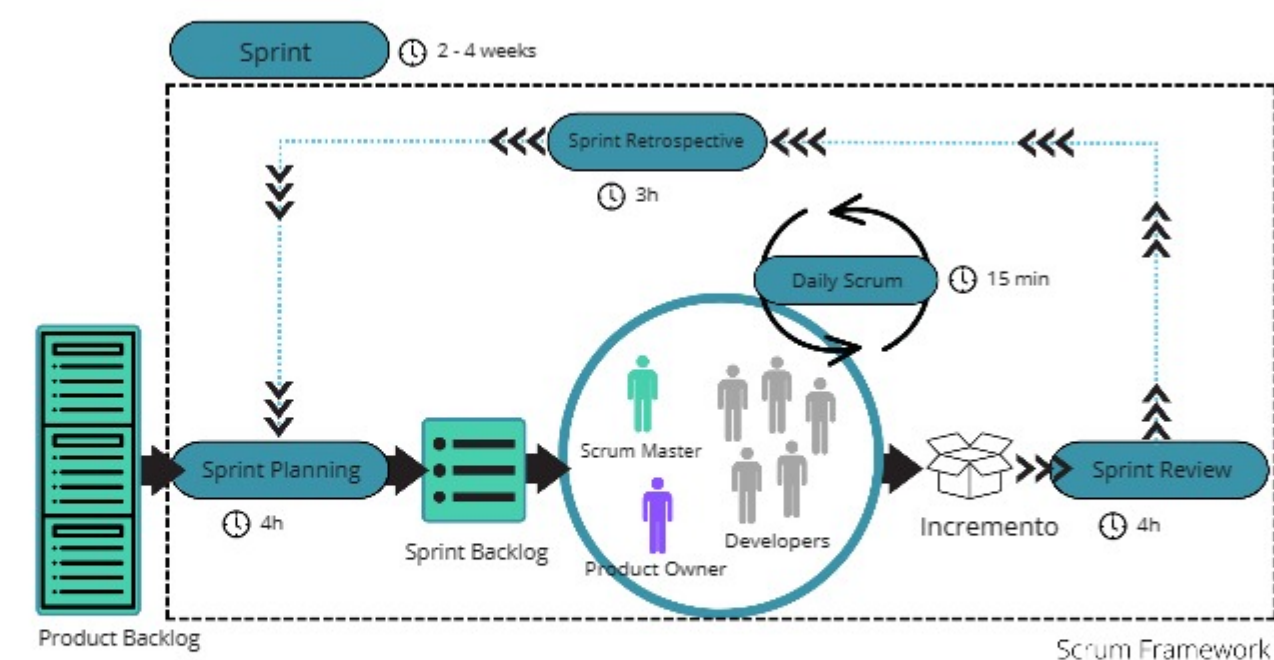 Sprint
2 - 4 weeks
Sprint Retrospective
3h
Daily Scrum
15 min
Scrum Master
Product Owner
Developers
Sprint Planning
4h
Sprint Backlog
Incremento
Sprint Review
4h
Product Backlog
Scrum Framework